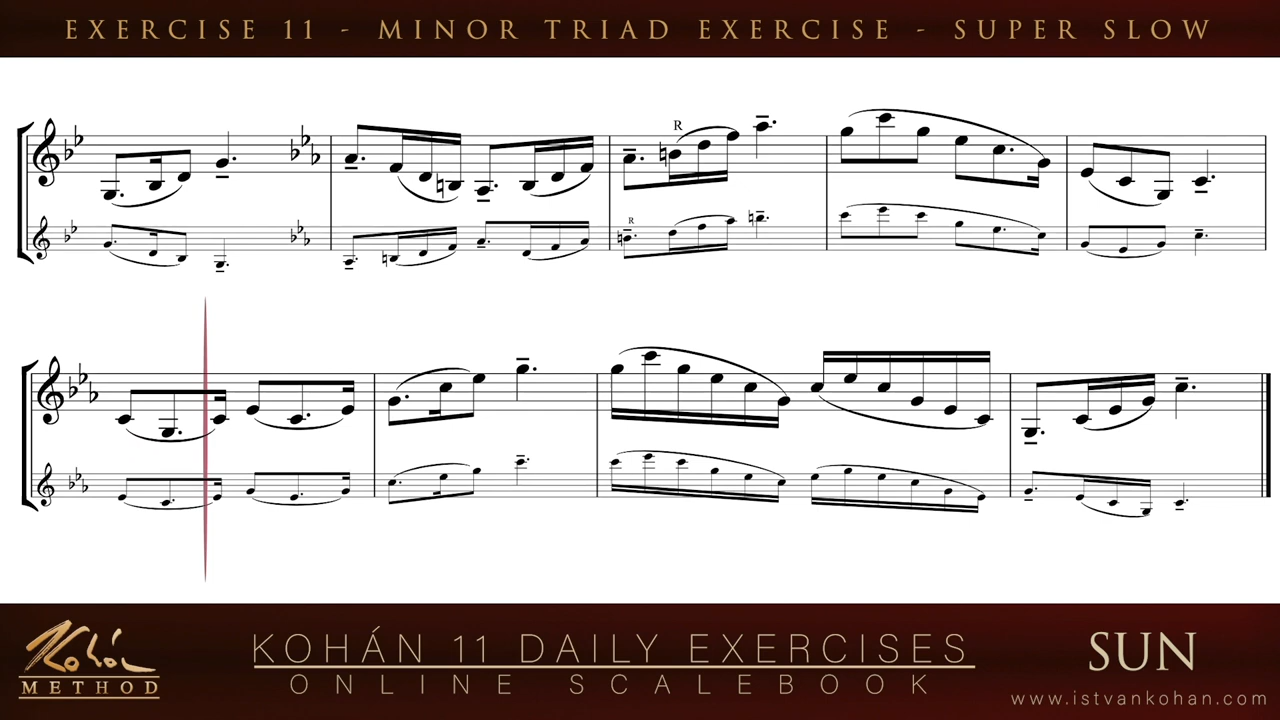 EXERCISE 11 - MINOR TRIAD EXERCISE - SUPER SLOW
R
R
Kohán
METHOD
KOHÁN 11 DAILY EXERCISES
ONLINE SCALEBOOK
SUN
www.istvankohan.com